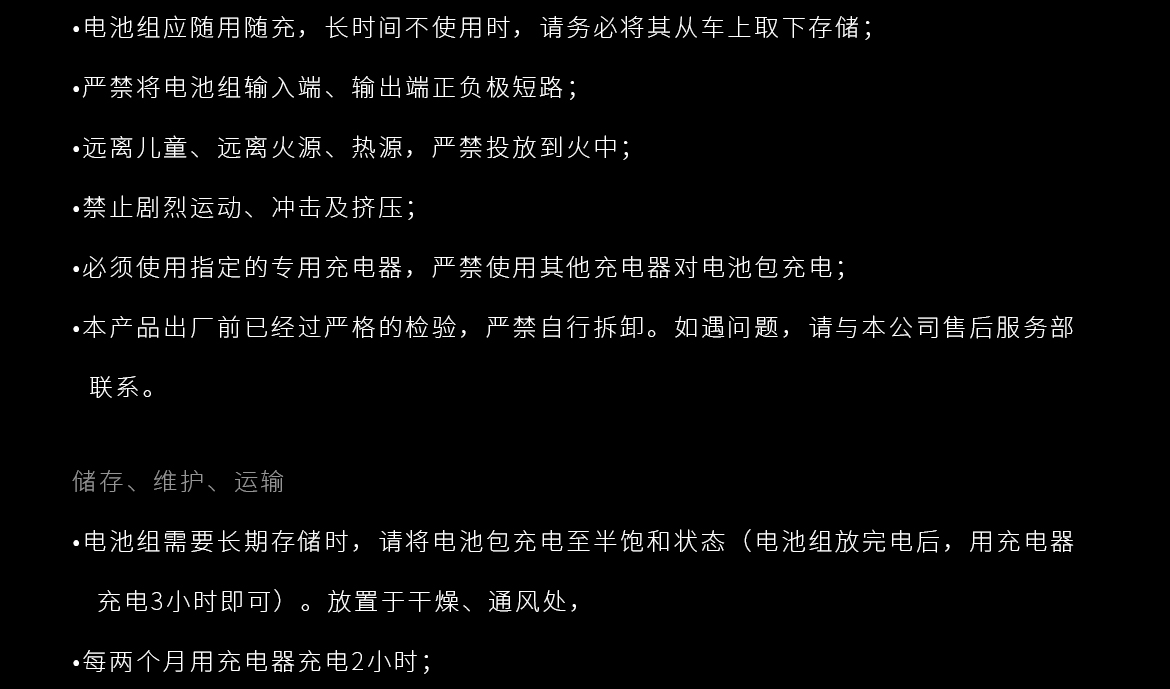 •电池组应随用随充，长时间不使用时，请务必将其从车上取下存储；
•严禁将电池组输入端、输出端正负极短路；
•远离儿童、远离火源、热源，严禁投放到火中；
•禁止剧烈运动、冲击及挤压；
•必须使用指定的专用充电器，严禁使用其他充电器对电池包充电；
•本产品出厂前已经过严格的检验，严禁自行拆卸。如遇问题，请与本公司售后服务部
联系。
储存、维护、运输
•电池组需要长期存储时，请将电池包充电至半饱和状态（电池组放完电后，用充电器
充电3小时即可）。放置于干燥、通风处，
•每两个月用充电器充电2小时；